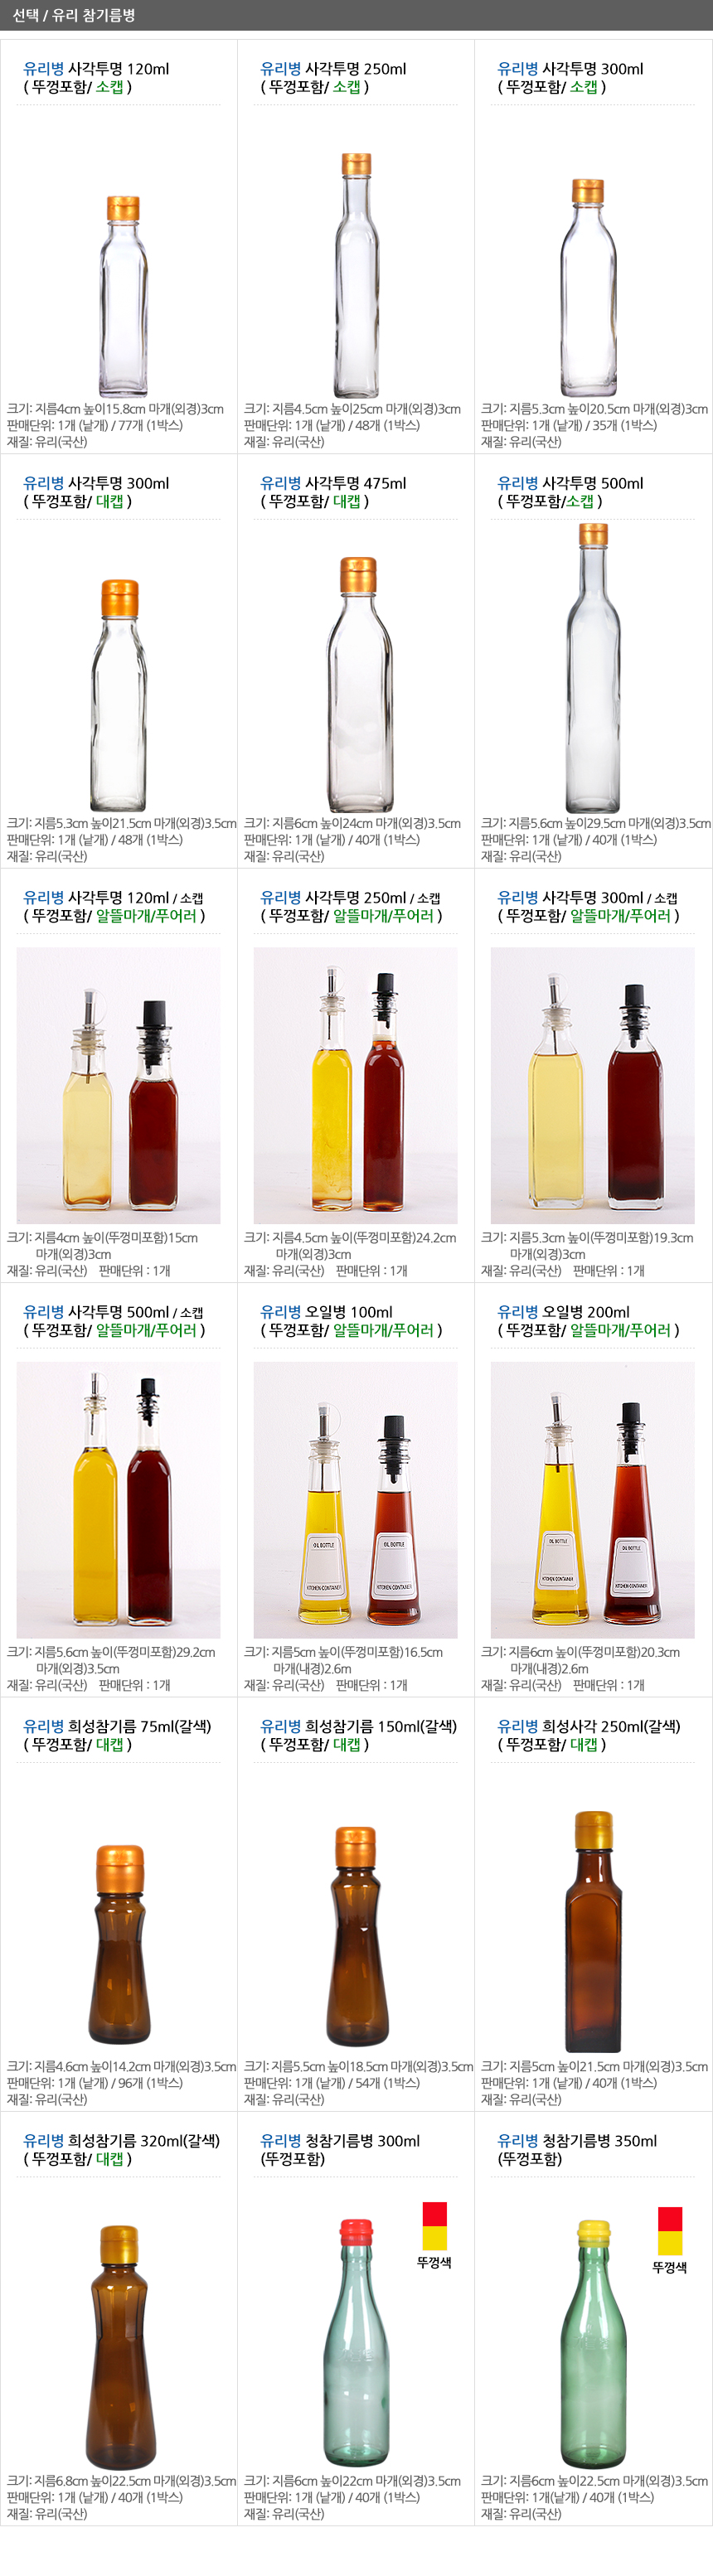 선택 / 유리 참기름병
유리병 사각투명 120ml
( 뚜껑포함/ 소캡 )
크기: 지름4cm 높이15.8cm 마개(외경)3cm
판매단위: 1개 (낱개) / 77개 (1박스)
재질: 유리(국산)
유리병 사각투명 250ml
( 뚜껑포함/ 소캡 )
크기: 지름4.5cm 높이25cm 마개(외경)3cm
판매단위: 1개 (낱개) / 48개 (1박스)
재질: 유리(국산)
유리병 사각투명 300ml
( 뚜껑포함/ 소캡 )
크기: 지름5.3cm 높이20.5cm 마개(외경)3cm
판매단위: 1개 (낱개) / 35개 (1박스)
재질: 유리(국산)
유리병 사각투명 300ml
( 뚜껑포함/ 대캡 )
크기: 지름5.3cm 높이21.5cm 마개(외경)3.5cm
판매단위: 1개 (낱개) / 48개 (1박스)
재질: 유리(국산)
유리병 사각투명 475ml
( 뚜껑포함/ 대캡 )
크기: 지름6cm 높이24cm 마개(외경)3.5cm
판매단위: 1개 (낱개) / 40개 (1박스)
재질: 유리(국산)
유리병 사각투명 500ml
( 뚜껑포함/소캡 )
크기: 지름5.6cm 높이29.5cm 마개(외경)3.5cm
판매단위: 1개 (낱개) / 40개 (1박스)
재질: 유리(국산)
유리병 사각투명 120ml / 소캡
( 뚜껑포함/ 알뜰마개/푸어러 )
크기: 지름4cm 높이(뚜껑미포함)15cm
마개(외경)3cm
재질: 유리(국산) 판매단위 : 1개
유리병 사각투명 250ml / 소캡
( 뚜껑포함/ 알뜰마개/푸어러 )
크기: 지름4.5cm 높이(뚜껑미포함)24.2cm
마개(외경)3cm
재질: 유리(국산) 판매단위 : 1개
유리병 사각투명 300ml / 소캡
( 뚜껑포함/ 알뜰마개/푸어러 )
크기: 지름5.3cm 높이(뚜껑미포함)19.3cm
마개(외경)3cm
재질: 유리(국산) 판매단위 : 1개
유리병 사각투명 500ml / 소캡
( 뚜껑포함/ 알뜰마개/푸어러 )
크기: 지름5.6cm 높이(뚜껑미포함)29.2cm
마개(외경)3.5cm
재질: 유리(국산) 판매단위 : 1개
유리병 오일병 100ml
( 뚜껑포함/ 알뜰마개/푸어러 )
OIL BOTTLE
KITCHEN CONTAINER
OIL BOTTLE
KITCHEN CONTAINER
크기: 지름5cm 높이(뚜껑미포함)16.5cm
마개(내경)2.6m
재질: 유리(국산) 판매단위 : 1개
유리병 오일병 200ml
( 뚜껑포함/ 알뜰마개/푸어러 )
OIL BOTTLE
KITCHEN CONTAINER
OIL BOTTLE
KITCHEN CONTAINER
크기: 지름6cm 높이(뚜껑미포함)20.3cm
마개(내경)2.6m
재질: 유리(국산) 판매단위 : 1개
유리병 희성참기름 75ml(갈색)
( 뚜껑포함/ 대캡 )
크기: 지름4.6cm 높이14.2cm 마개(외경)3.5cm
판매단위: 1개 (낱개) / 96개 (1박스)
재질: 유리(국산)
유리병 희성참기름 150ml(갈색)
( 뚜껑포함/ 대캡 )
크기: 지름5.5cm 높이18.5cm 마개(외경)3.5cm
판매단위: 1개 (낱개) / 54개 (1박스)
재질: 유리(국산)
유리병 희성사각 250ml(갈색)
( 뚜껑포함/ 대캡 )
크기: 지름5cm 높이21.5cm 마개(외경)3.5cm
판매단위: 1개 (낱개) / 40개 (1박스)
재질: 유리(국산)
유리병 희성참기름 320ml(갈색)
( 뚜껑포함/ 대캡 )
크기: 지름6.8cm 높이22.5cm 마개(외경)3.5cm
판매단위: 1개 (낱개) / 40개 (1박스)
재질: 유리(국산)
유리병 청참기름병 300ml
(뚜껑포함)
뚜껑색
크기: 지름6cm 높이22cm 마개(외경)3.5cm
판매단위: 1개 (낱개) / 40개 (1박스)
재질: 유리(국산)
유리병 청참기름병 350ml
(뚜껑포함)
뚜껑색
크기: 지름6cm 높이22.5cm 마개(외경)3.5cm
판매단위: 1개(낱개) / 40개 (1박스)
재질: 유리(국산)